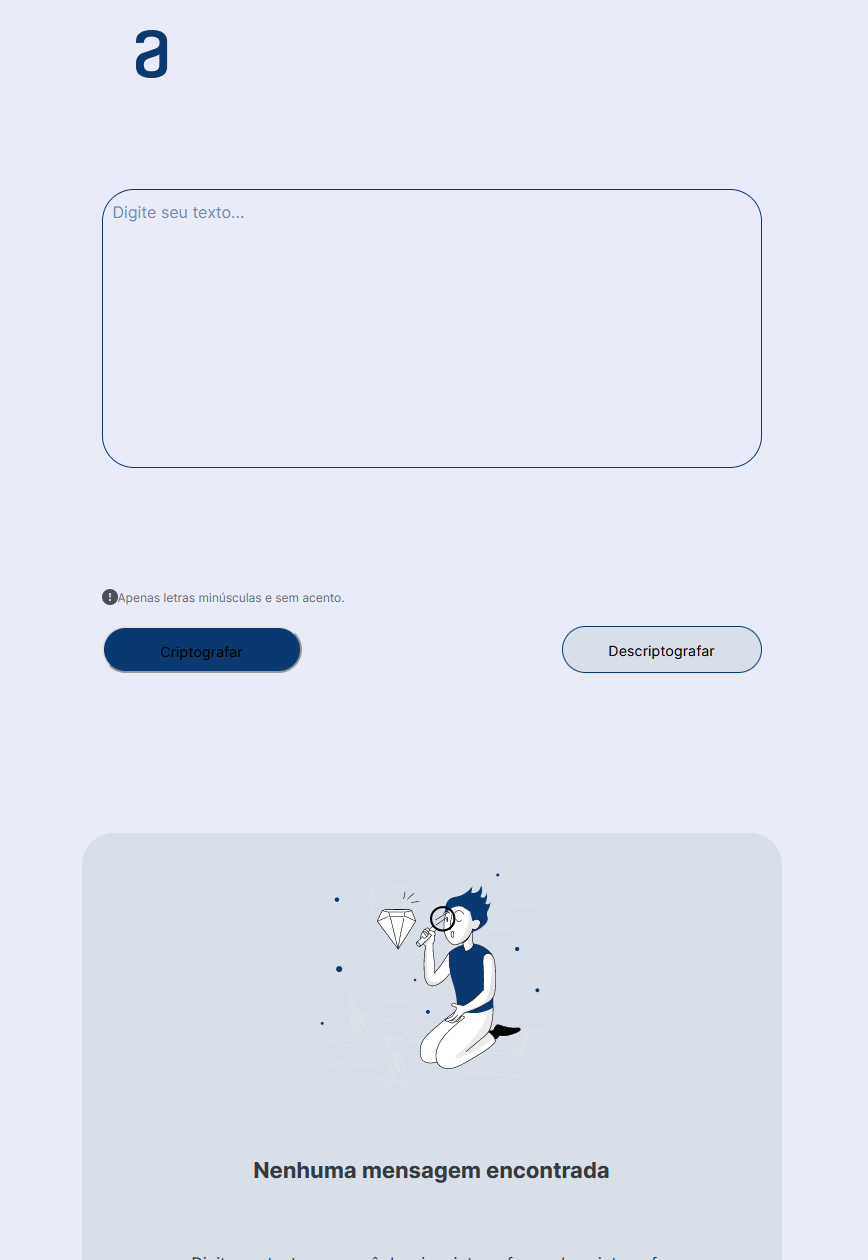 a
Digite seu texto...
Apenas letras minúsculas e sem acento.
Criptografar
Descriptografar
Nenhuma mensagem encontrada